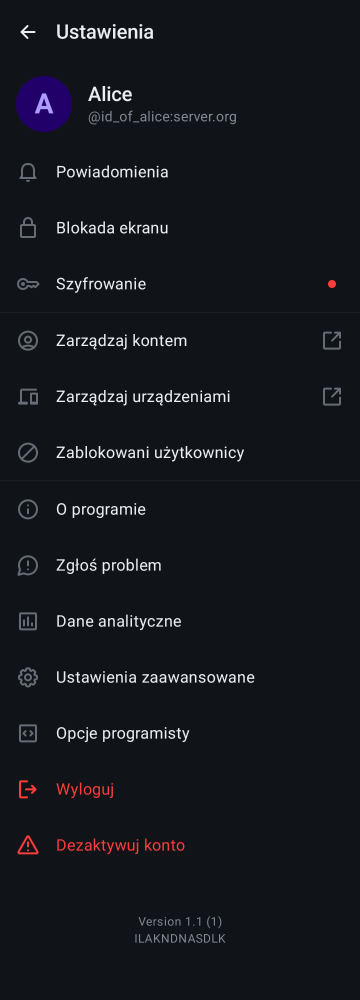 Ustawienia
A
Alice
@id_of_alice:server.org
Powiadomienia
Blokada ekranu
Szyfrowanie
Zarządzaj kontem
Zarządzaj urządzeniami
Zablokowani użytkownicy
O programie
Zgłoś problem
Dane analityczne
Ustawienia zaawansowane
Opcje programisty
Wyloguj
Dezaktywuj konto
Version 1.1 (1)
ILAKNDNASDLK